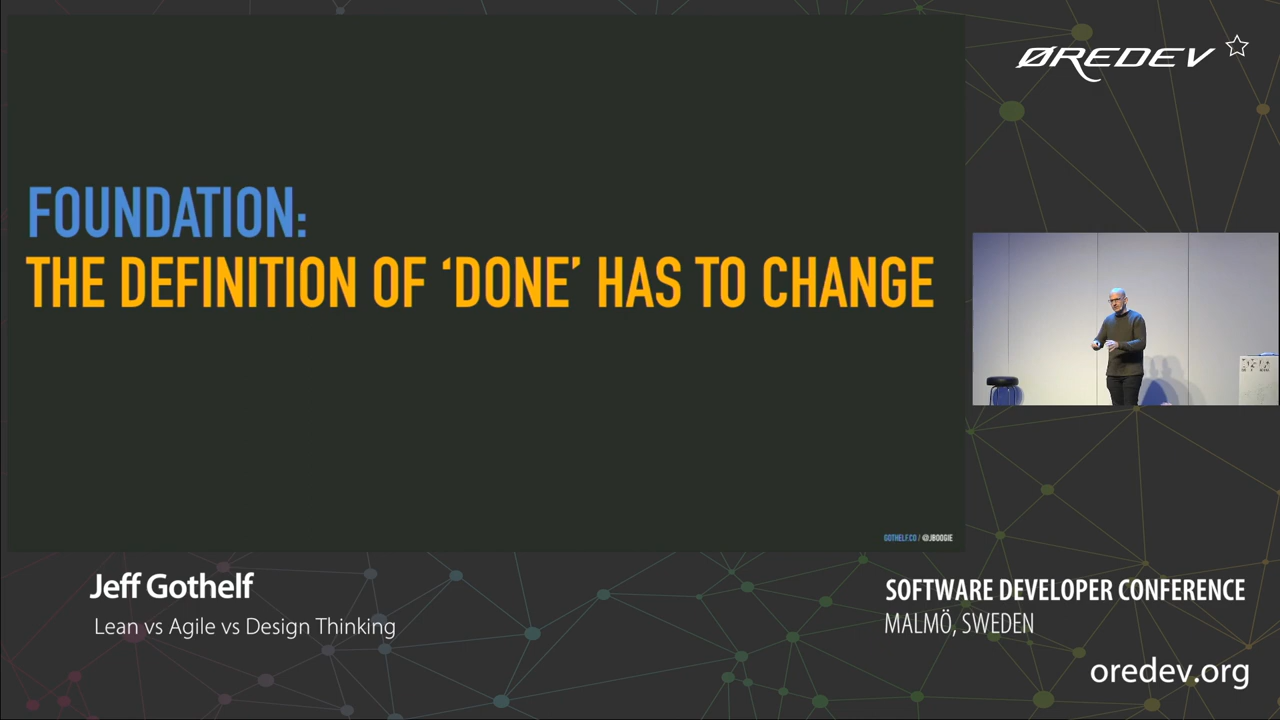 ØREDEV
FOUNDATION:
THE DEFINITION OF ‘DONE’ HAS TO CHANGE
GOTHELF.CO / @JBOOGIE
Jeff Gothelf
Lean vs Agile vs Design Thinking
SOFTWARE DEVELOPER CONFERENCE
MALMÖ, SWEDEN
oredev.org